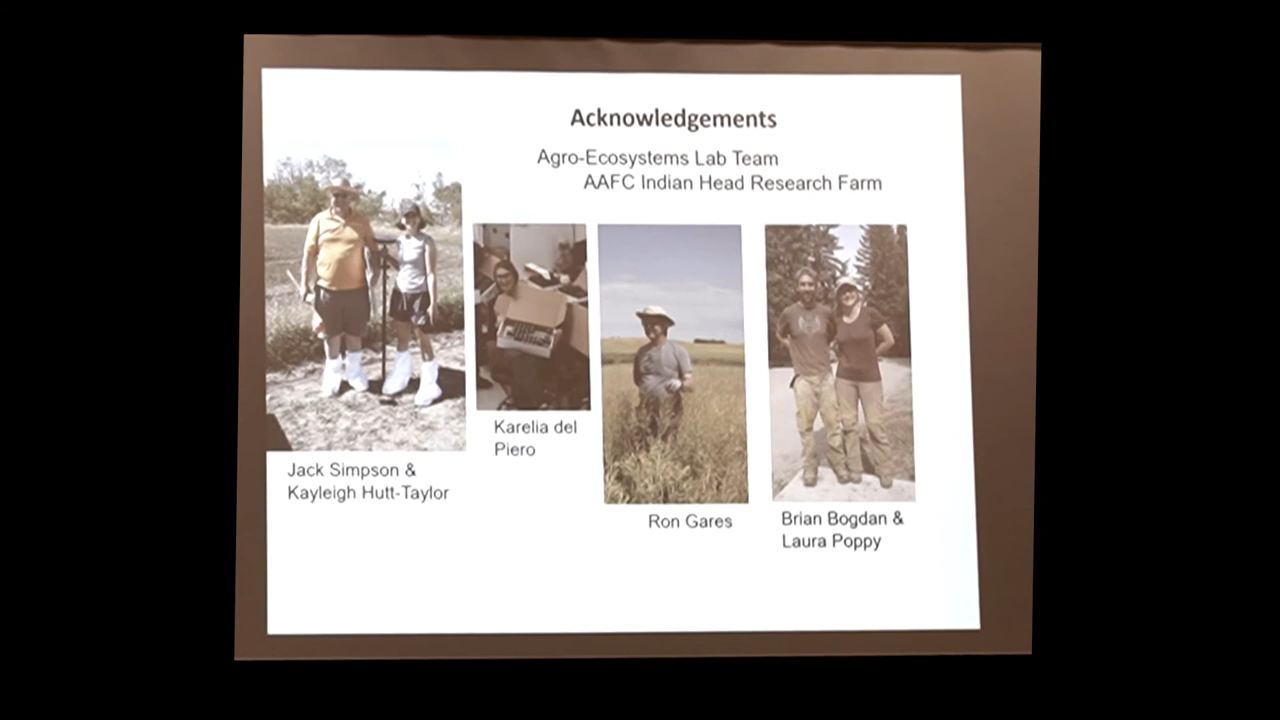 Acknowledgements
Agro-Ecosystems Lab Team
AAFC Indian Head Research Farm
Jack Simpson &
Kayleigh Hutt-Taylor
Karelia del
Piero
Ron Gares
Brian Bogdan &
Laura Poppy